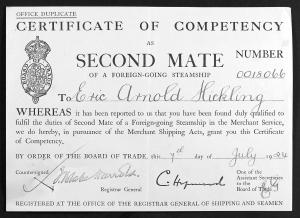 OFFICE DUPLICATE
CERTIFICATE OF COMPETENCY
AS
SECOND MATE
OF A FOREIGN-GOING STEAMSHIP
NUMBER
0018066
To Eric Arnold Hickling
WHEREAS it has been reported to us that you have been found duly qualified to
fulfil the duties of Second Mate of a Foreign-going Steamship in the Merchant Service,
we do hereby, in pursuance of the Merchant Shipping Acts, grant you this Certificate
of Competency.
BY ORDER OF THE BOARD OF TRADE, this 7th day of July 1924
Countersigned
Registrar General
One of the
Assistant Secretaries
to the
Board of Trade
REGISTERED AT THE OFFICE OF THE REGISTRAR GENERAL OF SHIPPING AND SEAMEN